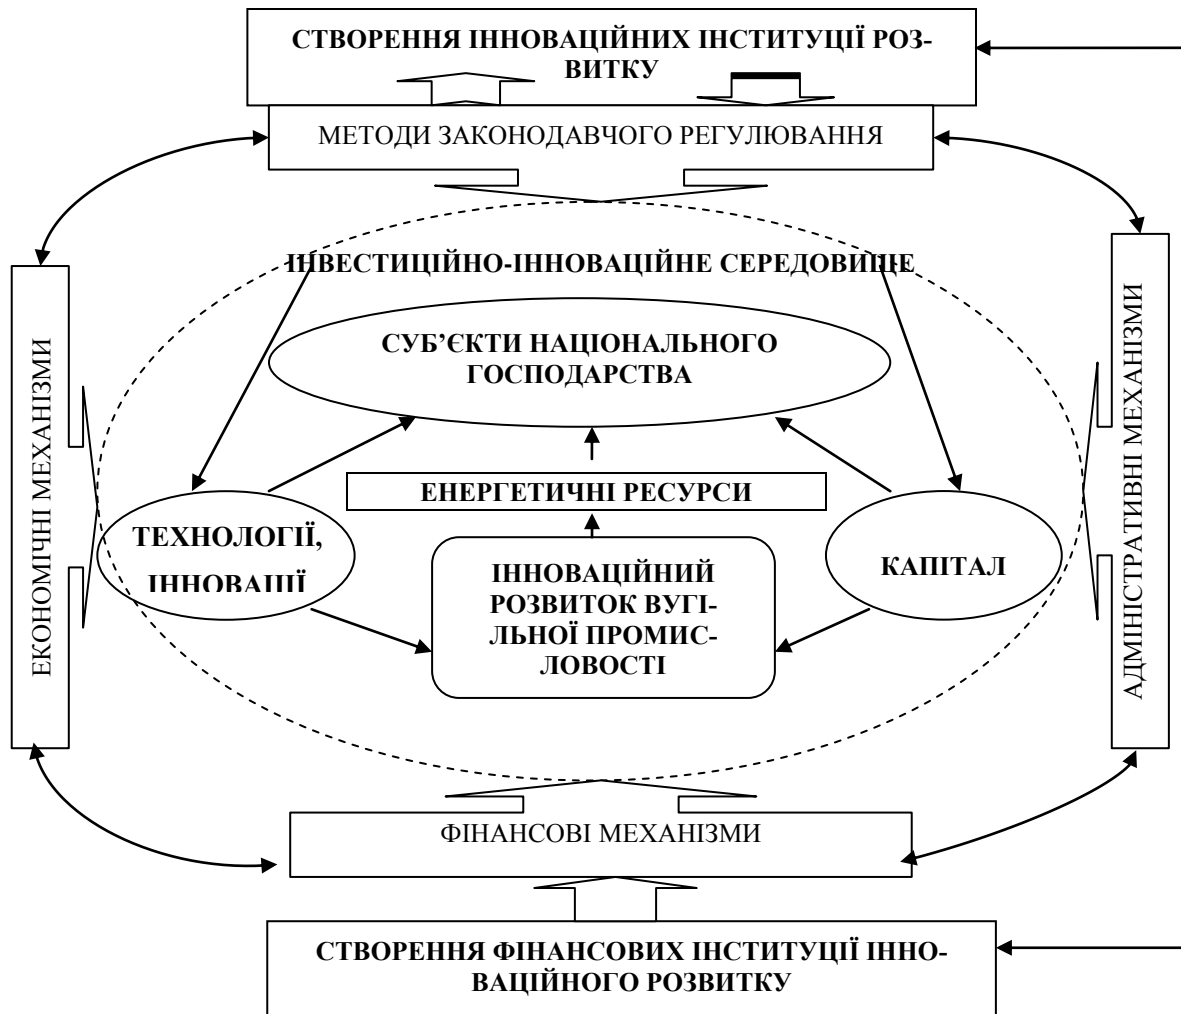 СТВОРЕННЯ ІННОВАЦІЙНИХ ІНСТИТУЦІЇ РОЗ-
ВИТКУ
МЕТОДИ ЗАКОНОДАВЧОГО РЕГУЛЮВАННЯ
ІНВЕСТИЦІЙНО-ІННОВАЦІЙНЕ СЕРЕДОВИЩЕ
СУБ’ЄКТИ НАЦІОНАЛЬНОГО
ГОСПОДАРСТВА
ЕКОНОМІЧНІ МЕХАНІЗМИ
АДМІНІСТРАТИВНІ МЕХАНІЗМИ
ЕНЕРГЕТИЧНІ РЕСУРСИ
ТЕХНОЛОГІЇ,
ІННОВАЦІЇ
КАПІТАЛ
ІННОВАЦІЙНИЙ
РОЗВИТОК ВУГІ-
ЛЬНОЇ ПРОМИС-
ЛОВОСТІ
ФІНАНСОВІ МЕХАНІЗМИ
СТВОРЕННЯ ФІНАНСОВИХ ІНСТИТУЦІЇ ІННО-
ВАЦІЙНОГО РОЗВИТКУ